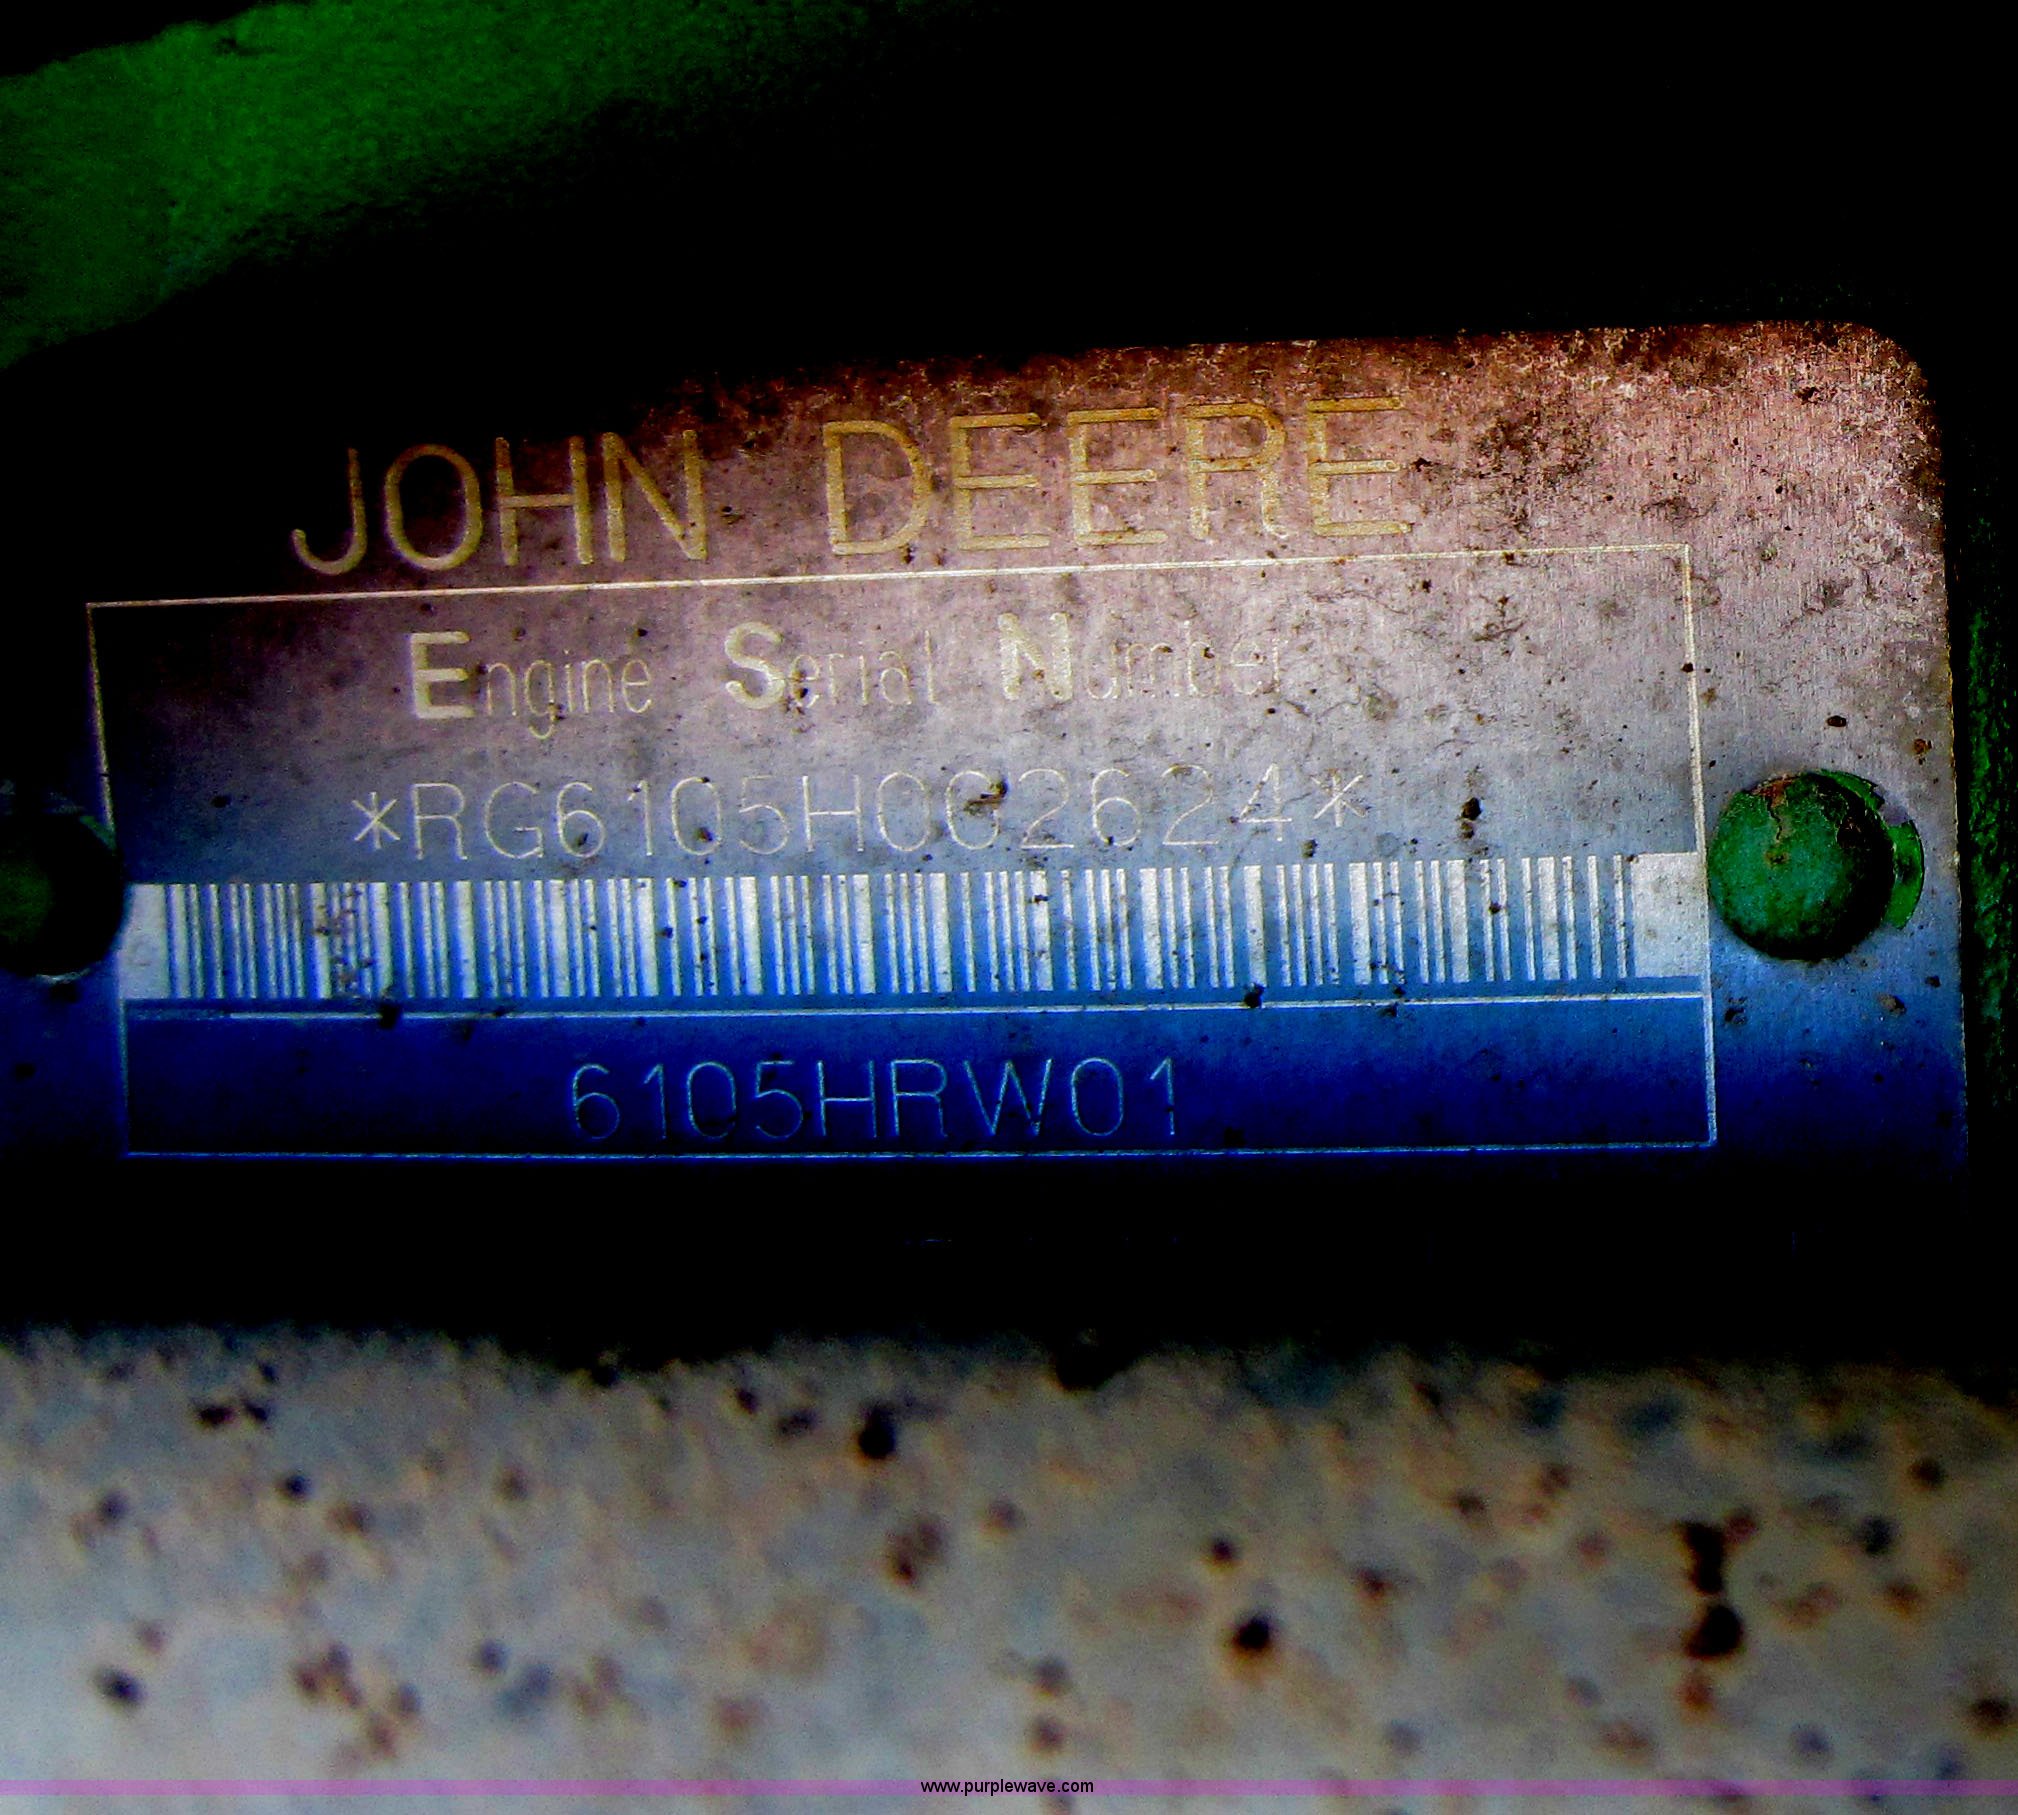 JOHN DEERE
Engine Serial Number
*RG6105H002624*
6105HRW01
www.purplewave.com